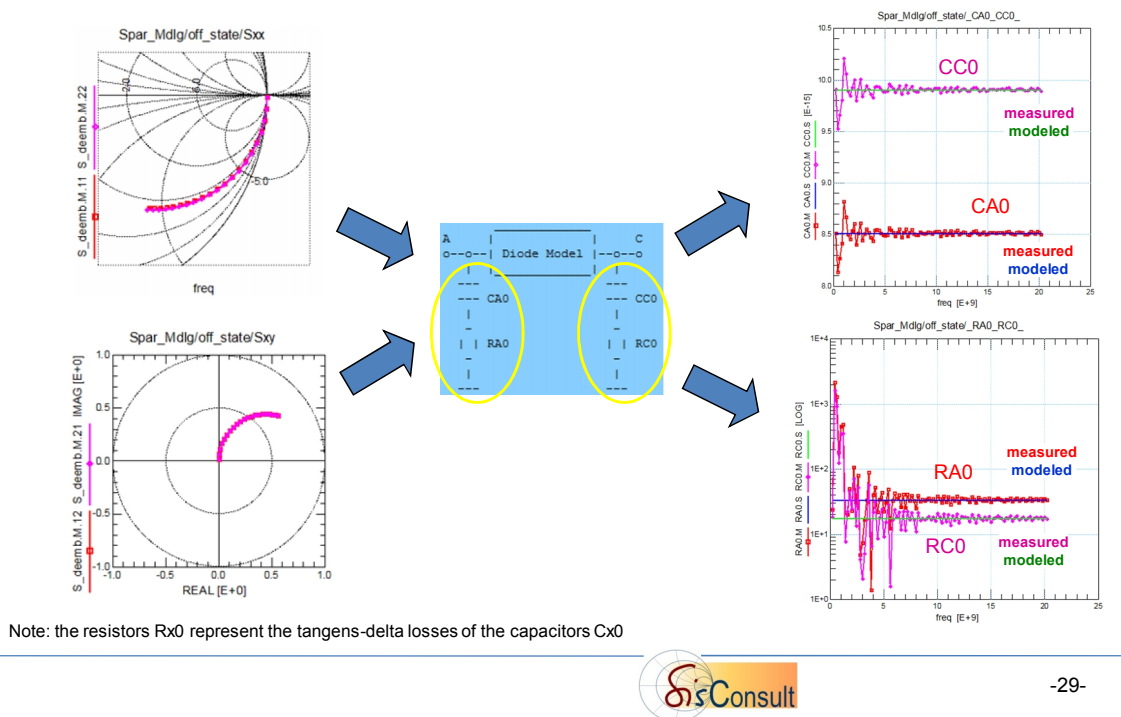 Spar_Mdlg/off_state/Sxx
S_deemb.M.11 S_deemb.M.22
-2.0
-5.0
freq
Spar_Mdlg/off_state/Sxy
S_deemb.M.12 S_deemb.M.21 IMAG [E+0]
1.0
0.5
0.0
-0.5
-1.0
-1.0 -0.5 0.0 0.5 1.0
REAL [E+0]
A C
Diode Model
CA0 CC0
RA0 RC0
Spar_Mdlg/off_state/_CA0_CC0_
CA0.M CA0.S CC0.M CC0.S [E-15]
10.5
10.0
9.5
9.0
8.5
8.0
CC0
measured
modeled
CA0
measured
modeled
0 5 10 15 20 25
freq [E+9]
Spar_Mdlg/off_state/_RA0_RC0_
RA0.M RA0.S RC0.M RC0.S [LOG]
1E+4
1E+3
1E+2
1E+1
1E+0
RA0
measured
modeled
RC0
measured
modeled
0 5 10 15 20 25
freq [E+9]
Note: the resistors Rx0 represent the tangens-delta losses of the capacitors Cx0
SisConsult
-29-